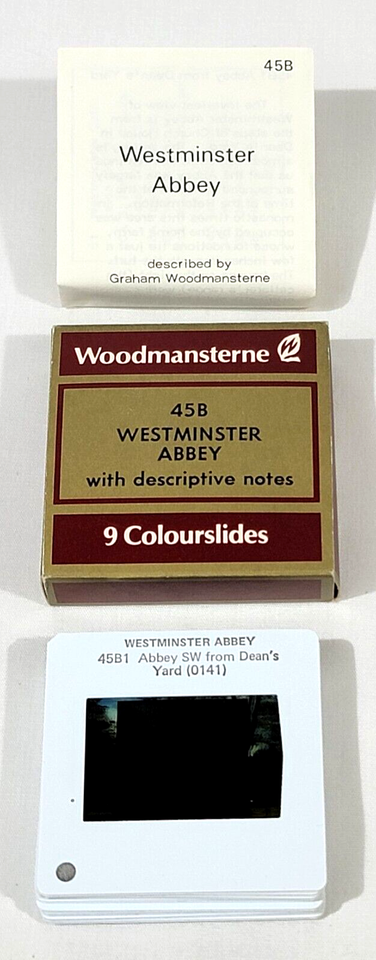 45B
Westminster
Abbey
described by
Graham Woodmansterne
Woodmansterne
45B
WESTMINSTER
ABBEY
with descriptive notes
9 Colourslides
WESTMINSTER ABBEY
45B1 Abbey SW from Dean's
Yard (0141)